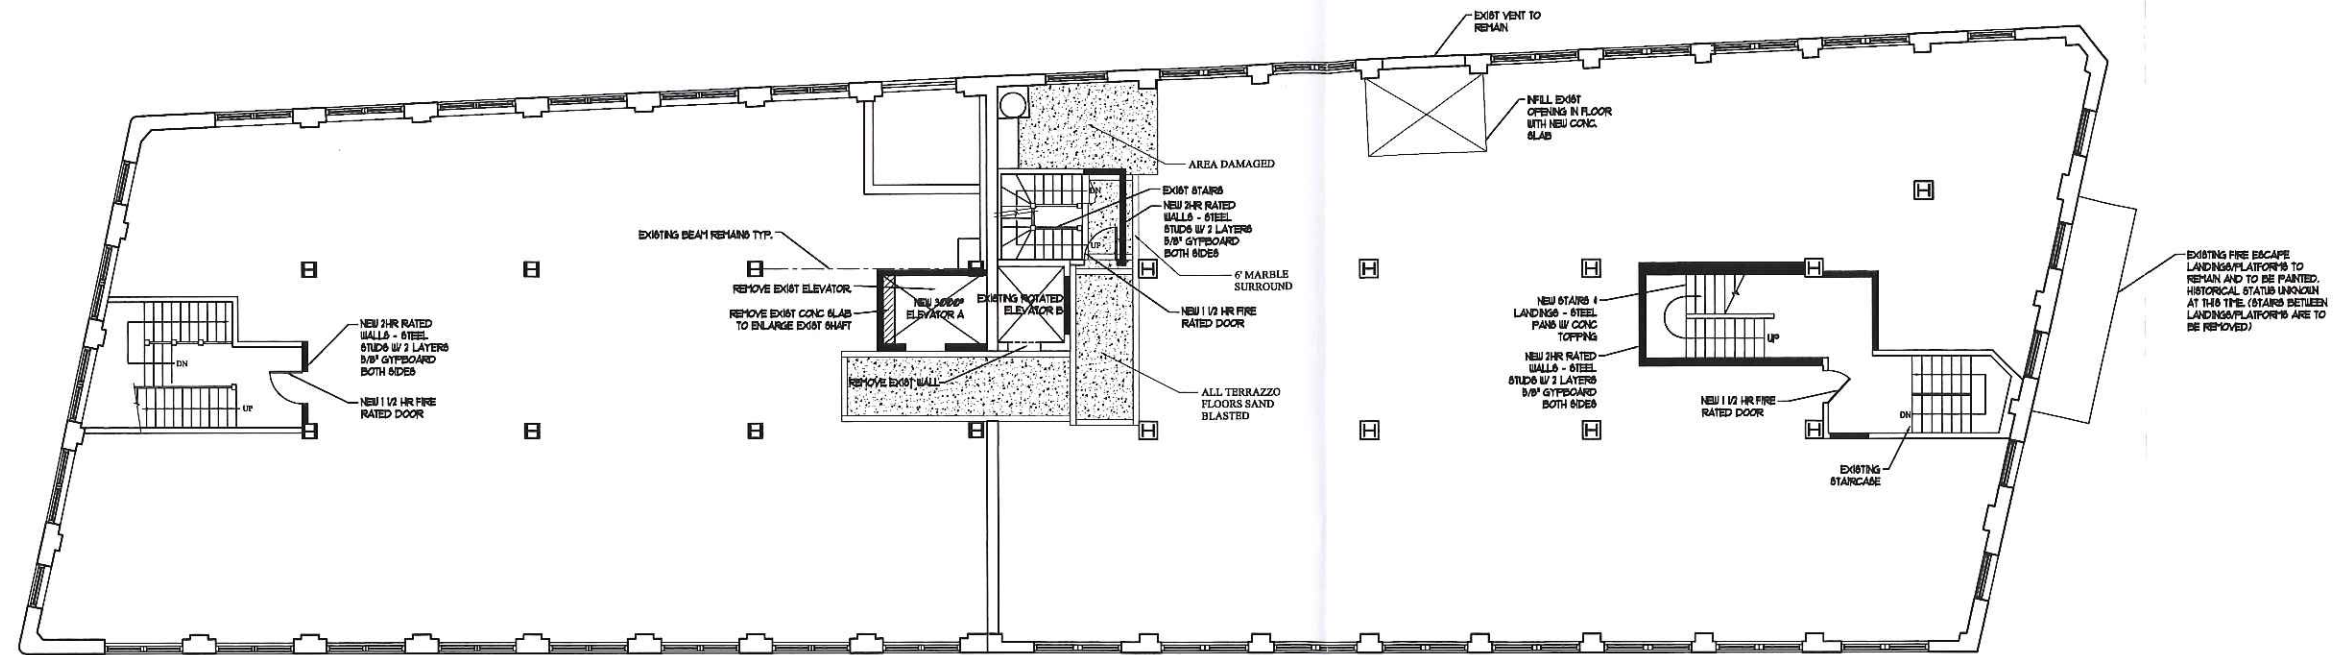 EXIST VENT TO
REMAIN
INFILL EXIST
OPENING IN FLOOR
WITH NEW CONC.
SLAB
AREA DAMAGED
EXIST STAIRS
NEW 2HR RATED
WALLS - STEEL
STUDS W/ 2 LAYERS
5/8" GYPBOARD
BOTH SIDES
DN
UP
6" MARBLE
SURROUND
NEW 1 1/2 HR FIRE
RATED DOOR
EXISTING BEAM REMAINS TYP.
REMOVE EXIST ELEVATOR
REMOVE EXIST CONC SLAB
TO ENLARGE EXIST SHAFT
NEW 3000#
ELEVATOR A
EXISTING ROTATED
ELEVATOR B
REMOVE EXIST WALL
ALL TERRAZZO
FLOORS SAND
BLASTED
NEW 2HR RATED
WALLS - STEEL
STUDS W/ 2 LAYERS
5/8" GYPBOARD
BOTH SIDES
NEW 1 1/2 HR FIRE
RATED DOOR
DN
UP
NEW STAIRS &
LANDINGS - STEEL
PANS W/ CONC
TOPPING
NEW 2HR RATED
WALLS - STEEL
STUDS W/ 2 LAYERS
5/8" GYPBOARD
BOTH SIDES
UP
NEW 1 1/2 HR FIRE
RATED DOOR
DN
EXISTING
STAIRCASE
EXISTING FIRE ESCAPE
LANDINGS/PLATFORMS TO
REMAIN AND TO BE PAINTED.
HISTORICAL STATUS UNKNOWN
AT THIS TIME. (STAIRS BETWEEN
LANDINGS/PLATFORMS ARE TO
BE REMOVED)